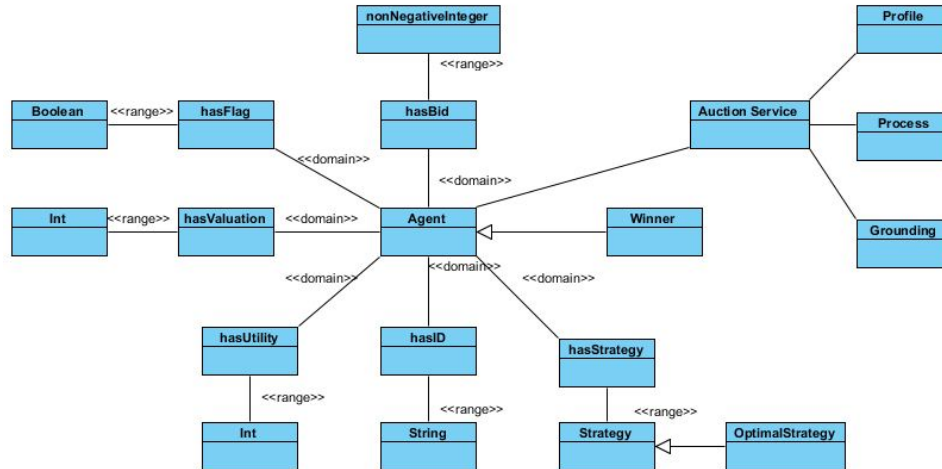 nonNegativeInteger
Profile
<<range>>
Boolean
<<range>>
hasFlag
hasBid
Auction Service
Process
<<domain>>
<<domain>>
Int
<<range>>
hasValuation
<<domain>>
Agent
Winner
Grounding
<<domain>>
<<domain>>
<<domain>>
hasUtility
hasID
hasStrategy
<<range>>
<<range>>
<<range>>
Int
String
Strategy
OptimalStrategy